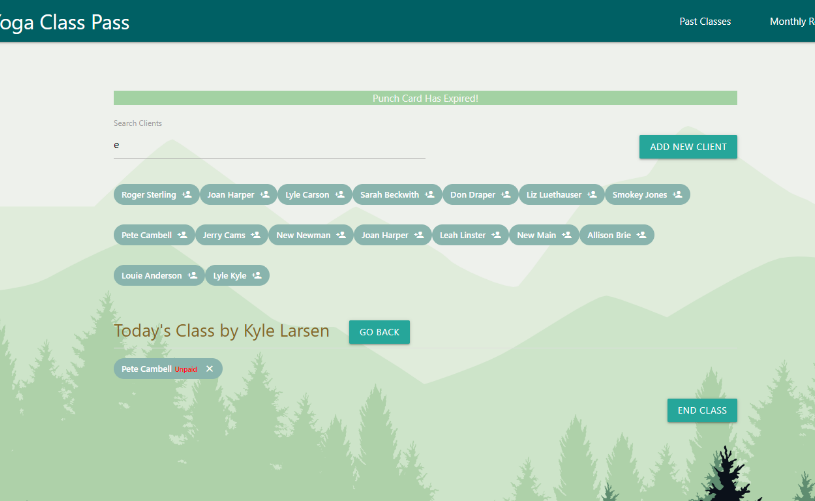 oga Class Pass
Past Classes
Monthly R
Punch Card Has Expired!
Search Clients
e
ADD NEW CLIENT
Roger Sterling
Joan Harper
Lyle Carson
Sarah Beckwith
Don Draper
Liz Luethauser
Smokey Jones
Pete Cambell
Jerry Cams
New Newman
Joan Harper
Leah Linster
New Main
Allison Brie
Louie Anderson
Lyle Kyle
Today's Class by Kyle Larsen
GO BACK
Pete Cambell Unpaid
END CLASS